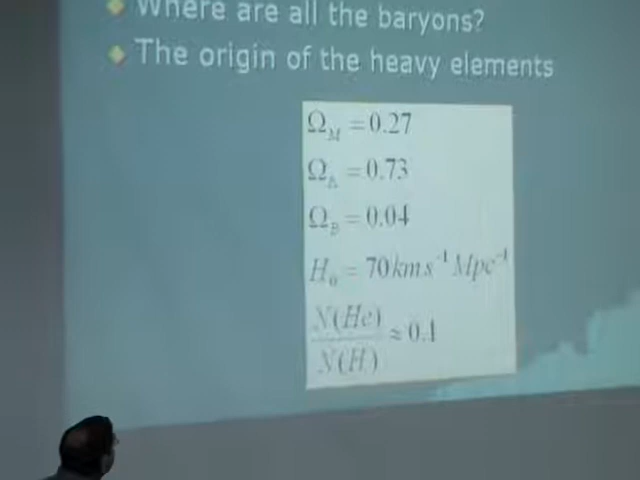 Where are all the baryons?
The origin of the heavy elements
Ω_M = 0.27
Ω_Λ = 0.73
Ω_B = 0.04
H_0 = 70 km s^-1 Mpc^-1
N(He)
N(H) ≈ 0.1